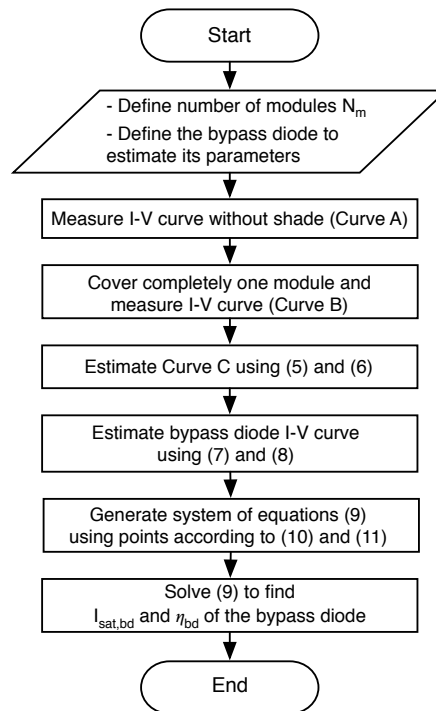 Start
- Define number of modules N_m
- Define the bypass diode to
estimate its parameters
Measure I-V curve without shade (Curve A)
Cover completely one module and
measure I-V curve (Curve B)
Estimate Curve C using (5) and (6)
Estimate bypass diode I-V curve
using (7) and (8)
Generate system of equations (9)
using points according to (10) and (11)
Solve (9) to find
I_sat,bd and η_bd of the bypass diode
End